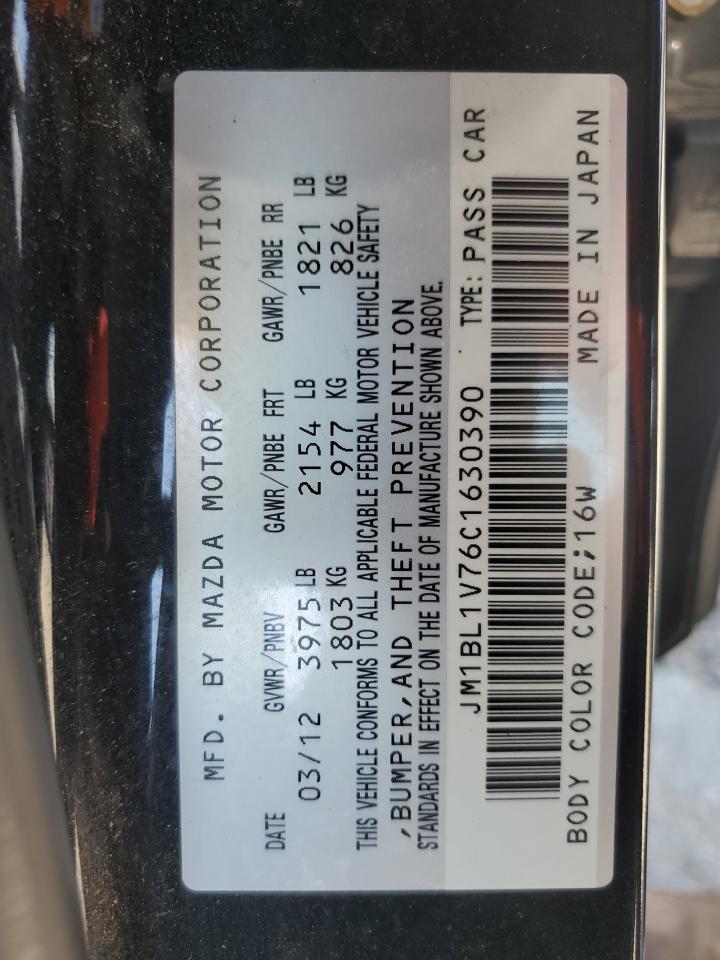 MFD. BY MAZDA MOTOR CORPORATION
DATE GVWR/PNBV GAWR/PNBE FRT GAWR/PNBE RR
03/12 3975 LB 2154 LB 1821 LB
1803 KG 977 KG 826 KG
THIS VEHICLE CONFORMS TO ALL APPLICABLE FEDERAL MOTOR VEHICLE SAFETY
,BUMPER,AND THEFT PREVENTION
STANDARDS IN EFFECT ON THE DATE OF MANUFACTURE SHOWN ABOVE.
JM1BL1V76C1630390 TYPE: PASS CAR
BODY COLOR CODE;16W MADE IN JAPAN